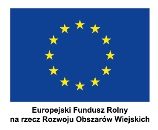 Europejski Fundusz Rolny
na rzecz Rozwoju Obszarów Wiejskich